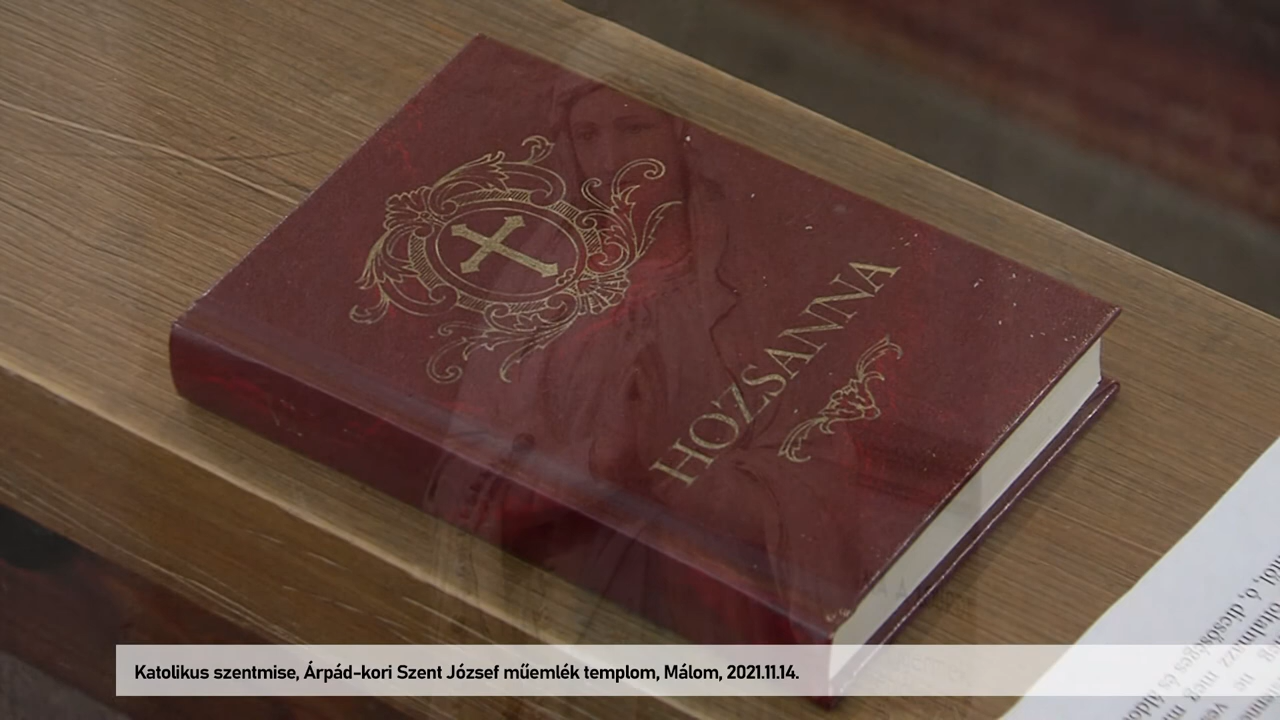 HOZSANNA
Katolikus szentmise, Árpád-kori Szent József műemlék templom, Málom, 2021.11.14.